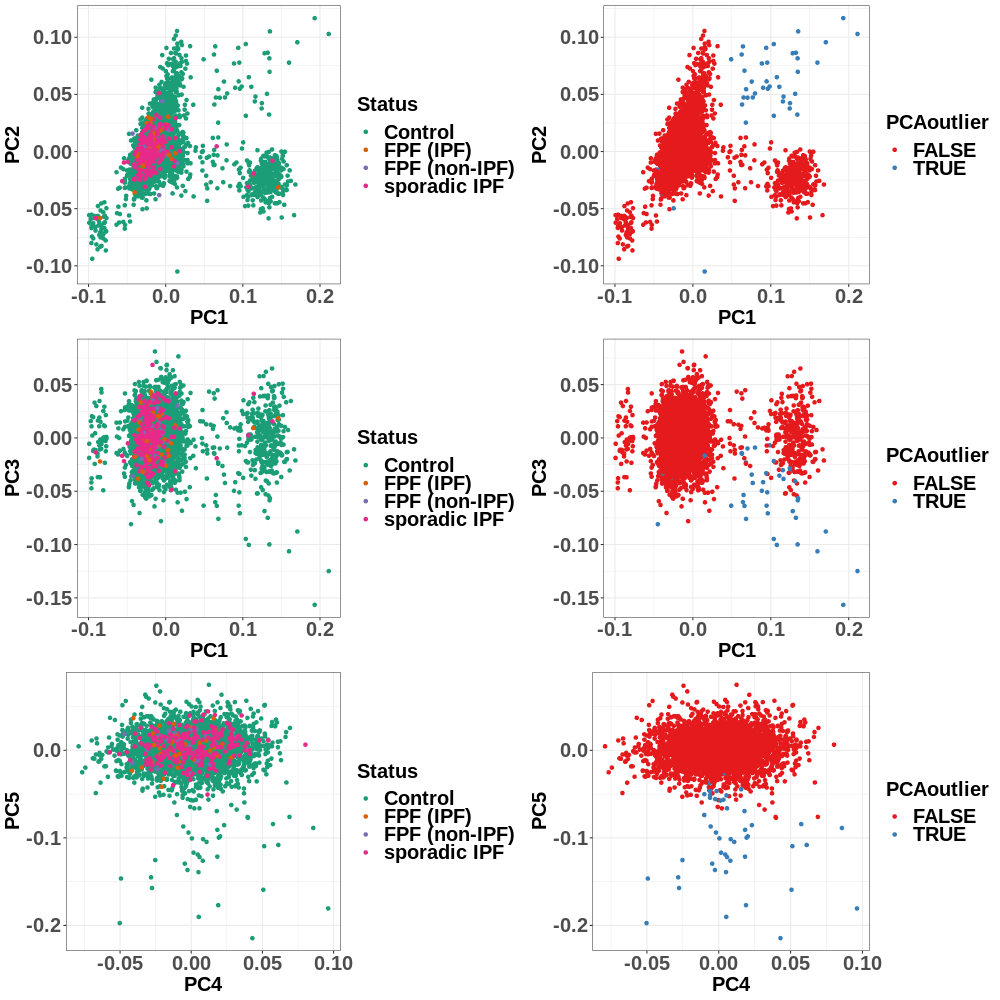 0.10
0.05
0.00
-0.05
-0.10
PC2
-0.1 0.0 0.1 0.2
PC1
Status
Control
FPF (IPF)
FPF (non-IPF)
sporadic IPF
0.10
0.05
0.00
-0.05
-0.10
PC2
-0.1 0.0 0.1 0.2
PC1
PCAoutlier
FALSE
TRUE
0.05
0.00
-0.05
-0.10
-0.15
PC3
-0.1 0.0 0.1 0.2
PC1
Status
Control
FPF (IPF)
FPF (non-IPF)
sporadic IPF
0.05
0.00
-0.05
-0.10
-0.15
PC3
-0.1 0.0 0.1 0.2
PC1
PCAoutlier
FALSE
TRUE
0.0
-0.1
-0.2
PC5
-0.05 0.00 0.05 0.10
PC4
Status
Control
FPF (IPF)
FPF (non-IPF)
sporadic IPF
0.0
-0.1
-0.2
PC5
-0.05 0.00 0.05 0.10
PC4
PCAoutlier
FALSE
TRUE